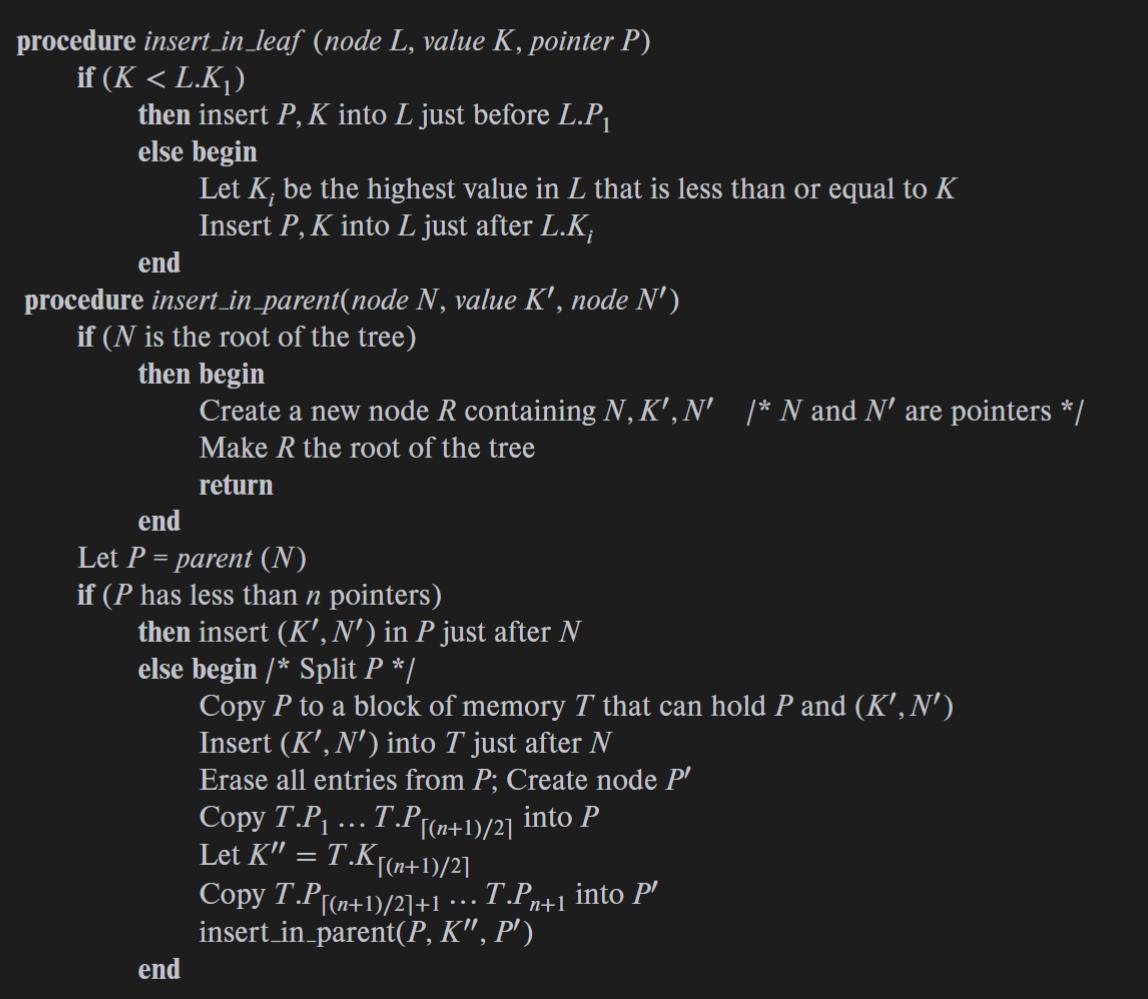 procedure insert_in_leaf (node L, value K, pointer P)
if (K < L.K₁)
then insert P, K into L just before L.P₁
else begin
Let Kᵢ be the highest value in L that is less than or equal to K
Insert P, K into L just after L.Kᵢ
end
procedure insert_in_parent(node N, value K′, node N′)
if (N is the root of the tree)
then begin
Create a new node R containing N, K′, N′ /* N and N′ are pointers */
Make R the root of the tree
return
end
Let P = parent (N)
if (P has less than n pointers)
then insert (K′, N′) in P just after N
else begin /* Split P */
Copy P to a block of memory T that can hold P and (K′, N′)
Insert (K′, N′) into T just after N
Erase all entries from P; Create node P′
Copy T.P₁ … T.P⌈(n+1)/2⌉ into P
Let K″ = T.K⌈(n+1)/2⌉
Copy T.P⌈(n+1)/2⌉+1 … T.Pn+1 into P′
insert_in_parent(P, K″, P′)
end